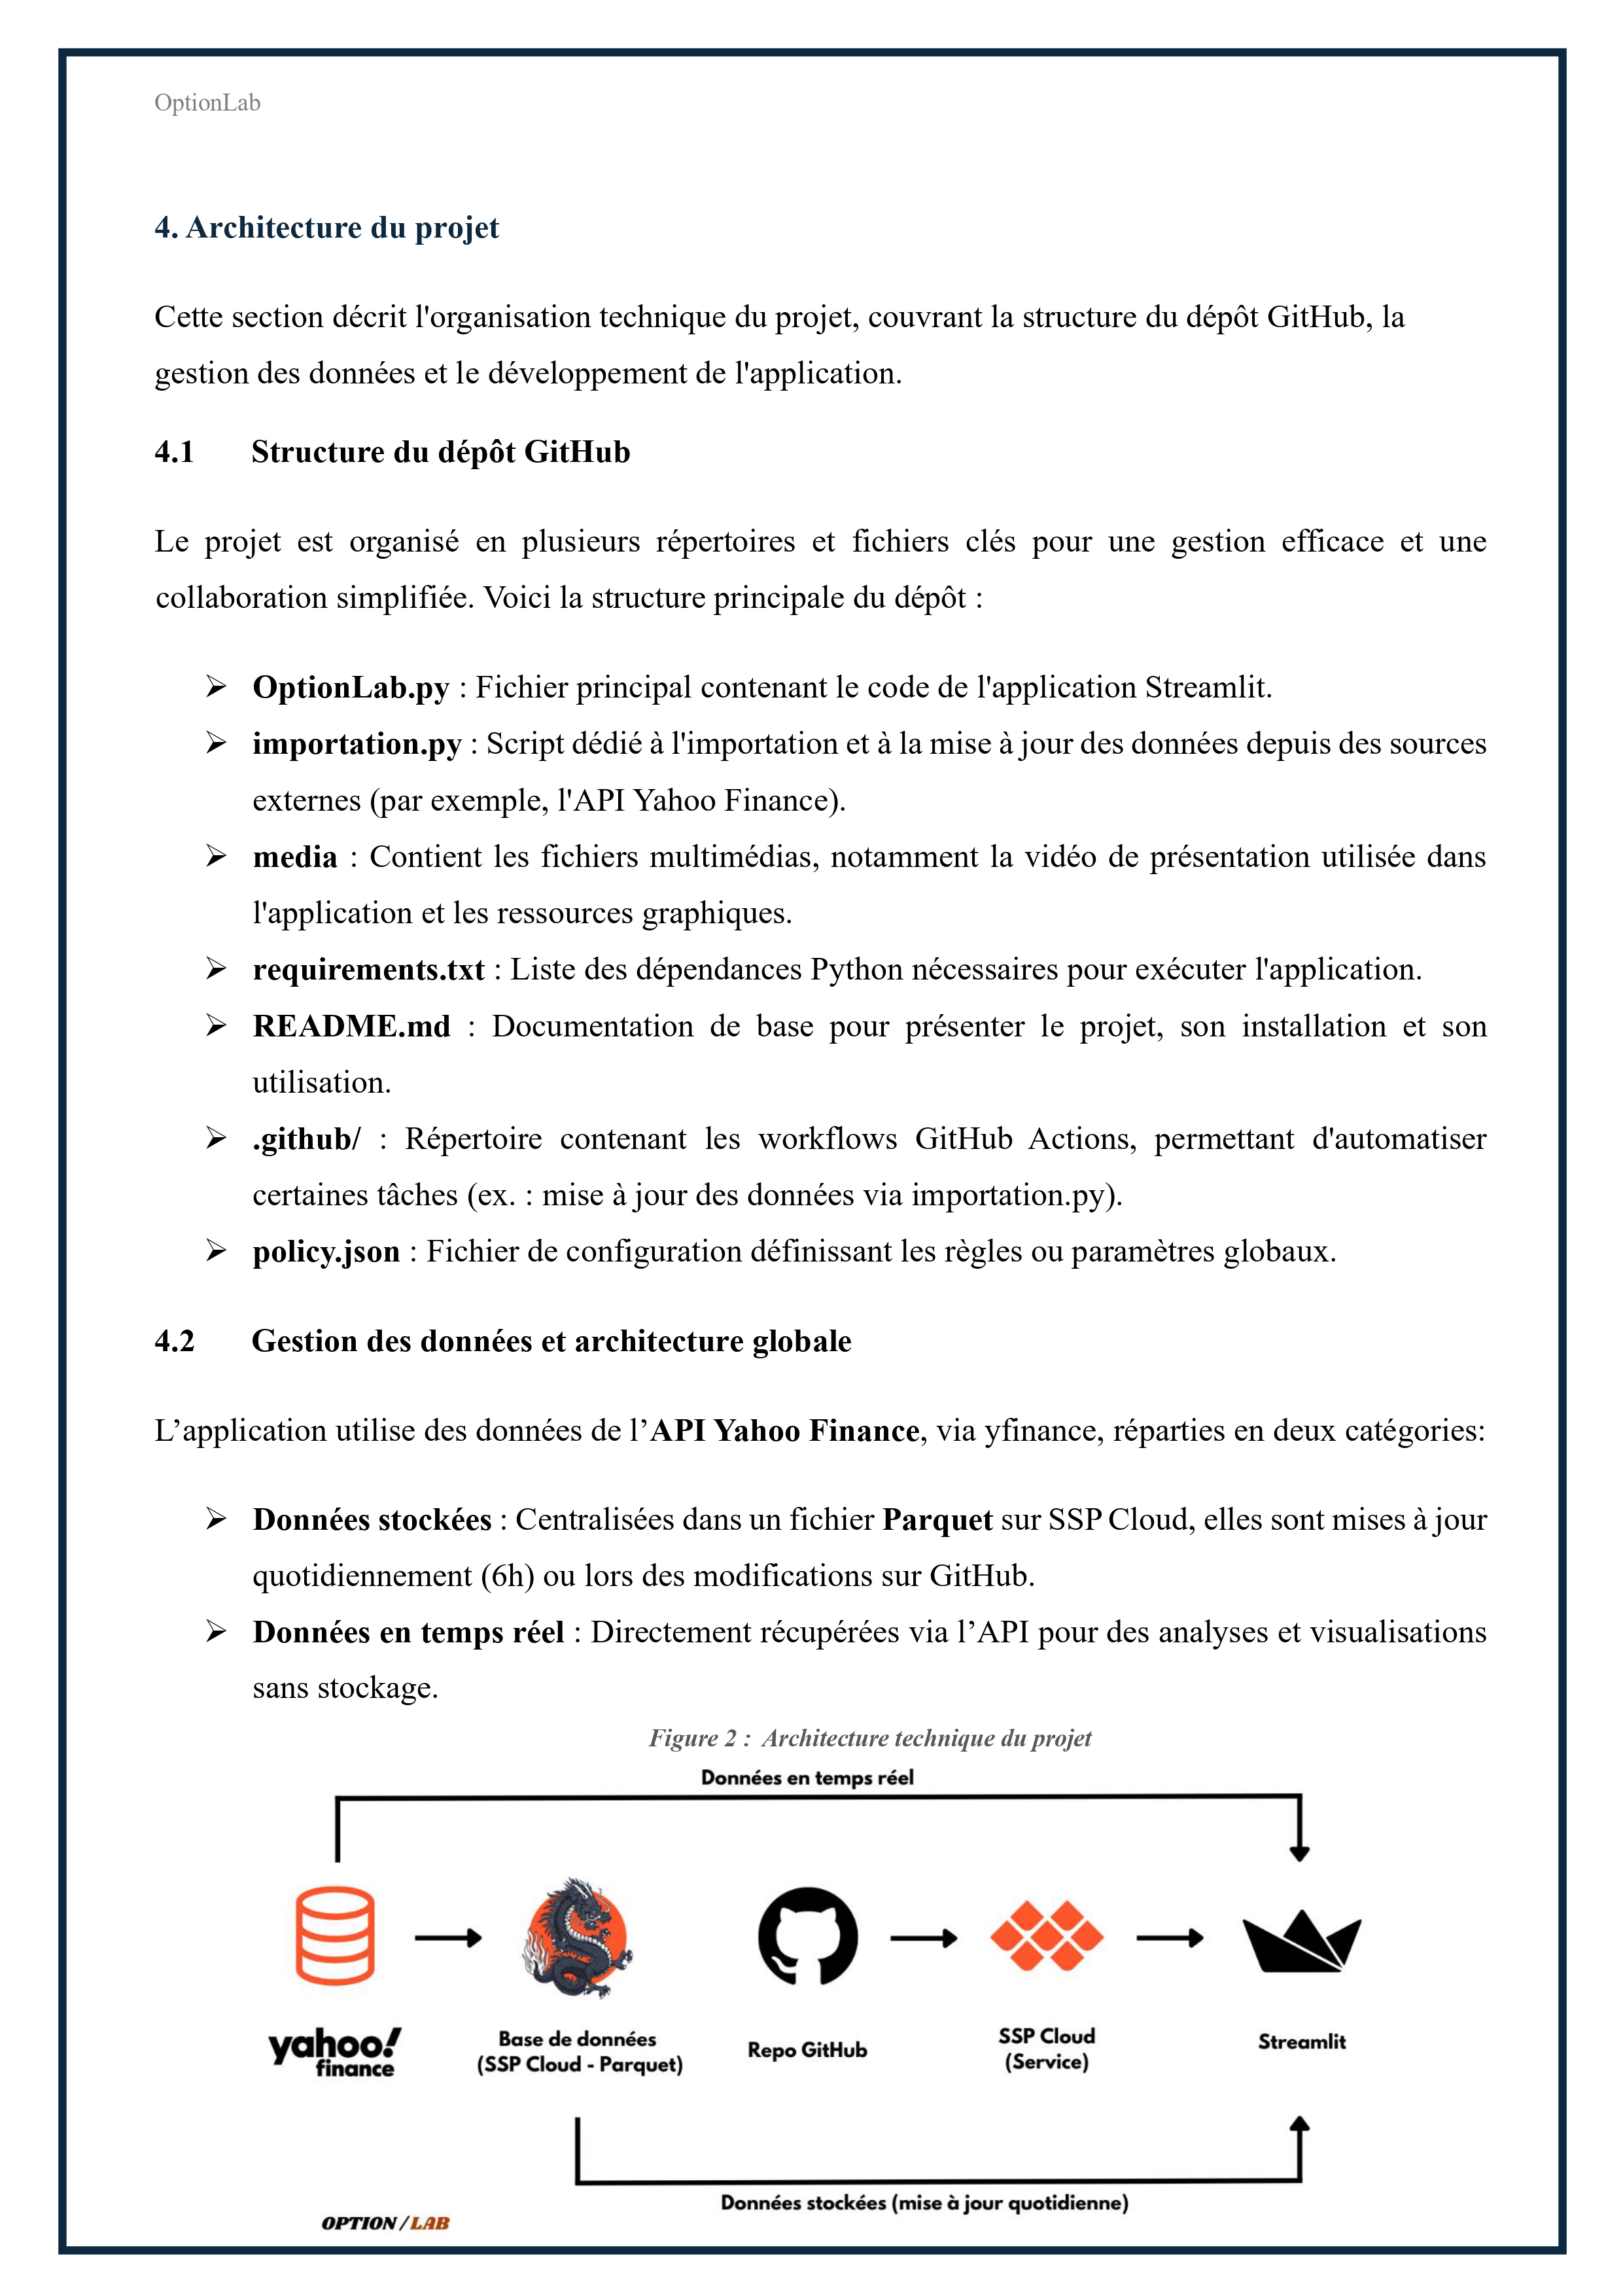 OptionLab
4. Architecture du projet
Cette section décrit l'organisation technique du projet, couvrant la structure du dépôt GitHub, la
gestion des données et le développement de l'application.
4.1 Structure du dépôt GitHub
Le projet est organisé en plusieurs répertoires et fichiers clés pour une gestion efficace et une
collaboration simplifiée. Voici la structure principale du dépôt :
➢ OptionLab.py : Fichier principal contenant le code de l'application Streamlit.
➢ importation.py : Script dédié à l'importation et à la mise à jour des données depuis des sources
externes (par exemple, l'API Yahoo Finance).
➢ media : Contient les fichiers multimédias, notamment la vidéo de présentation utilisée dans
l'application et les ressources graphiques.
➢ requirements.txt : Liste des dépendances Python nécessaires pour exécuter l'application.
➢ README.md : Documentation de base pour présenter le projet, son installation et son
utilisation.
➢ .github/ : Répertoire contenant les workflows GitHub Actions, permettant d'automatiser
certaines tâches (ex. : mise à jour des données via importation.py).
➢ policy.json : Fichier de configuration définissant les règles ou paramètres globaux.
4.2 Gestion des données et architecture globale
L’application utilise des données de l’API Yahoo Finance, via yfinance, réparties en deux catégories:
➢ Données stockées : Centralisées dans un fichier Parquet sur SSP Cloud, elles sont mises à jour
quotidiennement (6h) ou lors des modifications sur GitHub.
➢ Données en temps réel : Directement récupérées via l’API pour des analyses et visualisations
sans stockage.
Figure 2 : Architecture technique du projet
Données en temps réel
yahoo!
finance
Base de données
(SSP Cloud - Parquet)
Repo GitHub
SSP Cloud
(Service)
Streamlit
Données stockées (mise à jour quotidienne)
OPTION / LAB